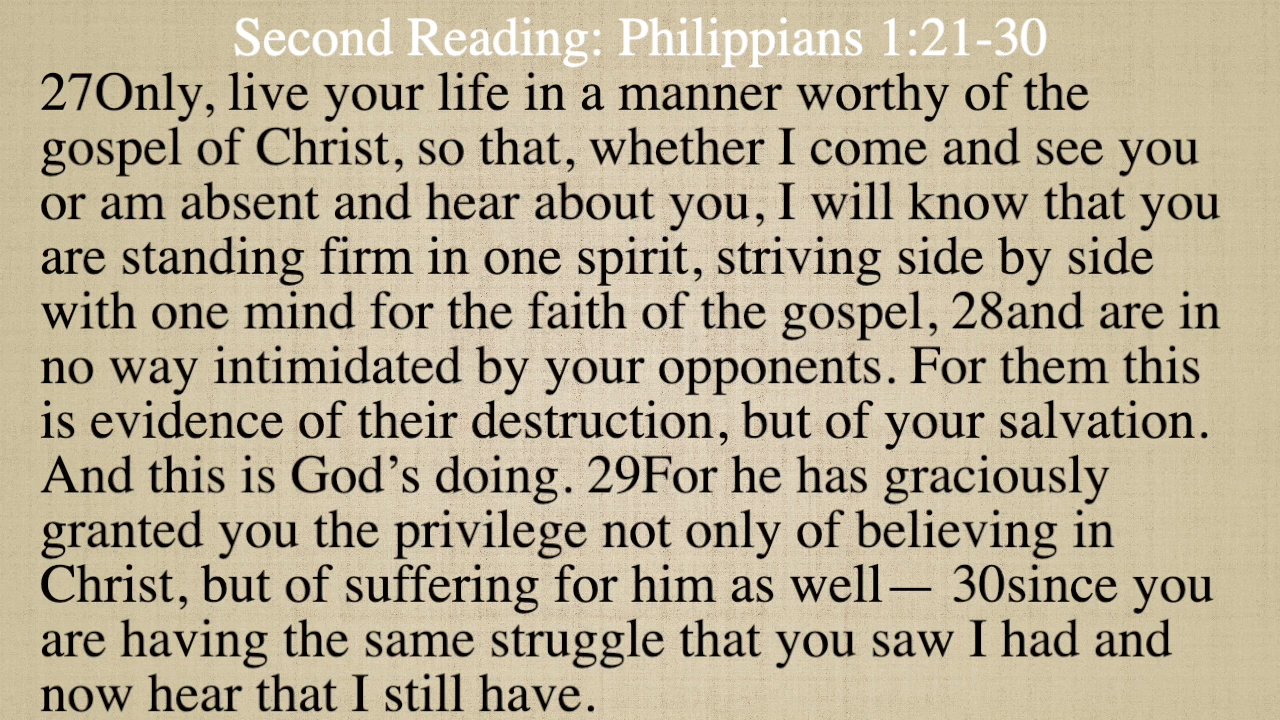 Second Reading: Philippians 1:21-30
27Only, live your life in a manner worthy of the
gospel of Christ, so that, whether I come and see you
or am absent and hear about you, I will know that you
are standing firm in one spirit, striving side by side
with one mind for the faith of the gospel, 28and are in
no way intimidated by your opponents. For them this
is evidence of their destruction, but of your salvation.
And this is God’s doing. 29For he has graciously
granted you the privilege not only of believing in
Christ, but of suffering for him as well— 30since you
are having the same struggle that you saw I had and
now hear that I still have.